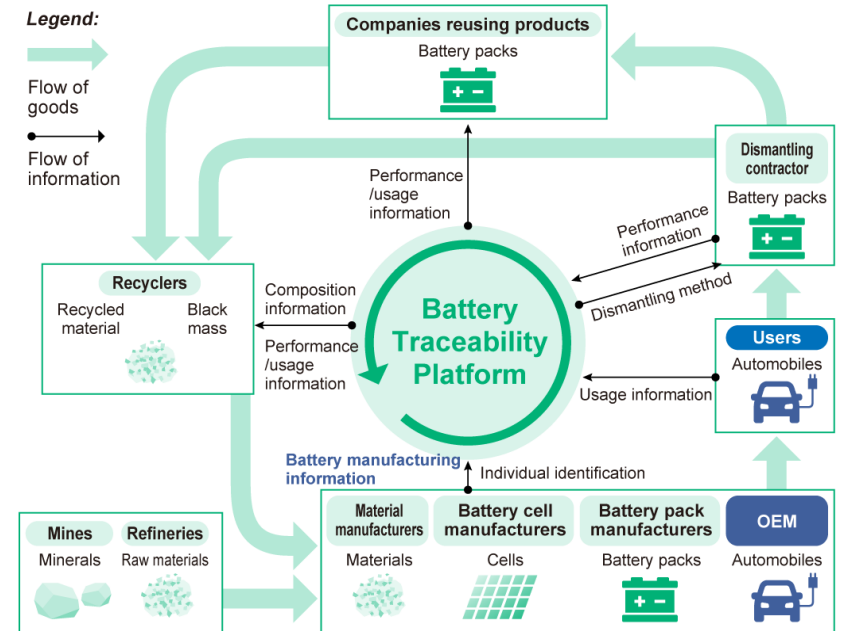 Legend:
Flow of
goods
Flow of
information
Companies reusing products
Battery packs
Dismantling
contractor
Battery packs
Performance
/usage
information
Performance
information
Dismantling method
Recyclers
Recycled
material
Black
mass
Composition
information
Performance
/usage
information
Battery
Traceability
Platform
Users
Automobiles
Usage information
Battery manufacturing
information
Individual identification
Mines
Minerals
Refineries
Raw materials
Material
manufacturers
Materials
Battery cell
manufacturers
Cells
Battery pack
manufacturers
Battery packs
OEM
Automobiles